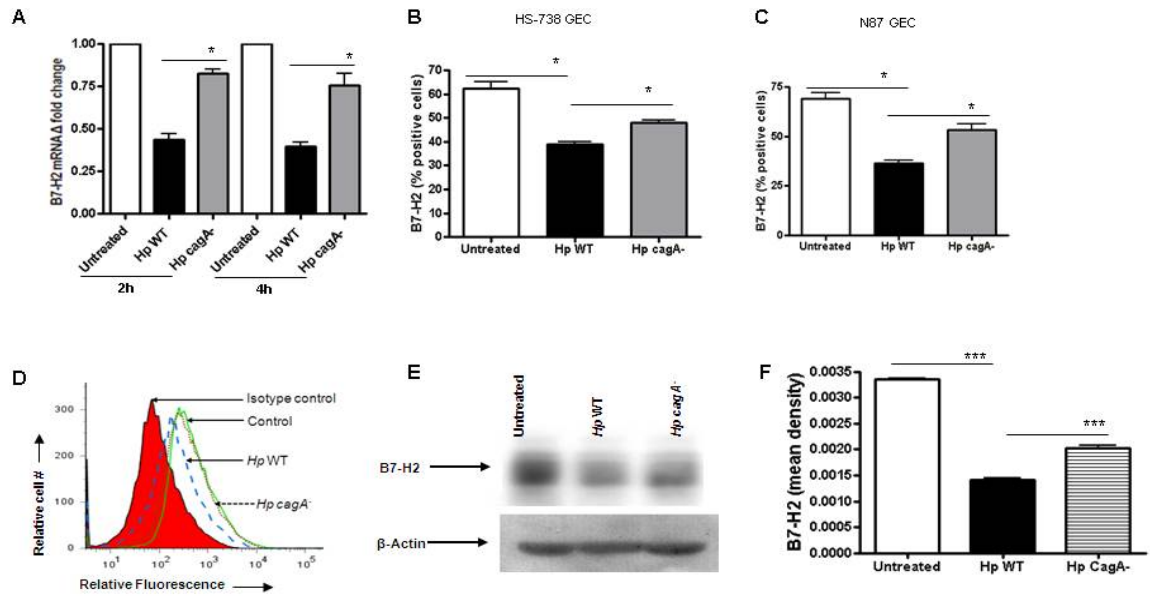 A
B7-H2 mRNA Δ fold change
1.00
0.75
0.50
0.25
0.00
*
*
Untreated
Hp WT
Hp cagA-
Untreated
Hp WT
Hp cagA-
2h
4h
B
HS-738 GEC
B7-H2 (% positive cells)
70
60
50
40
30
20
10
0
*
*
Untreated
Hp WT
Hp cagA-
C
N87 GEC
B7-H2 (% positive cells)
75
50
25
0
*
*
Untreated
Hp WT
Hp cagA-
D
Relative cell #
300
200
100
0
Isotype control
Control
Hp WT
Hp cagA-
10¹
10²
10³
10⁴
10⁵
Relative Fluorescence
E
Untreated
Hp WT
Hp cagA-
B7-H2
β-Actin
F
B7-H2 (mean density)
0.0035
0.0030
0.0025
0.0020
0.0015
0.0010
0.0005
0.0000
***
***
Untreated
Hp WT
Hp CagA-